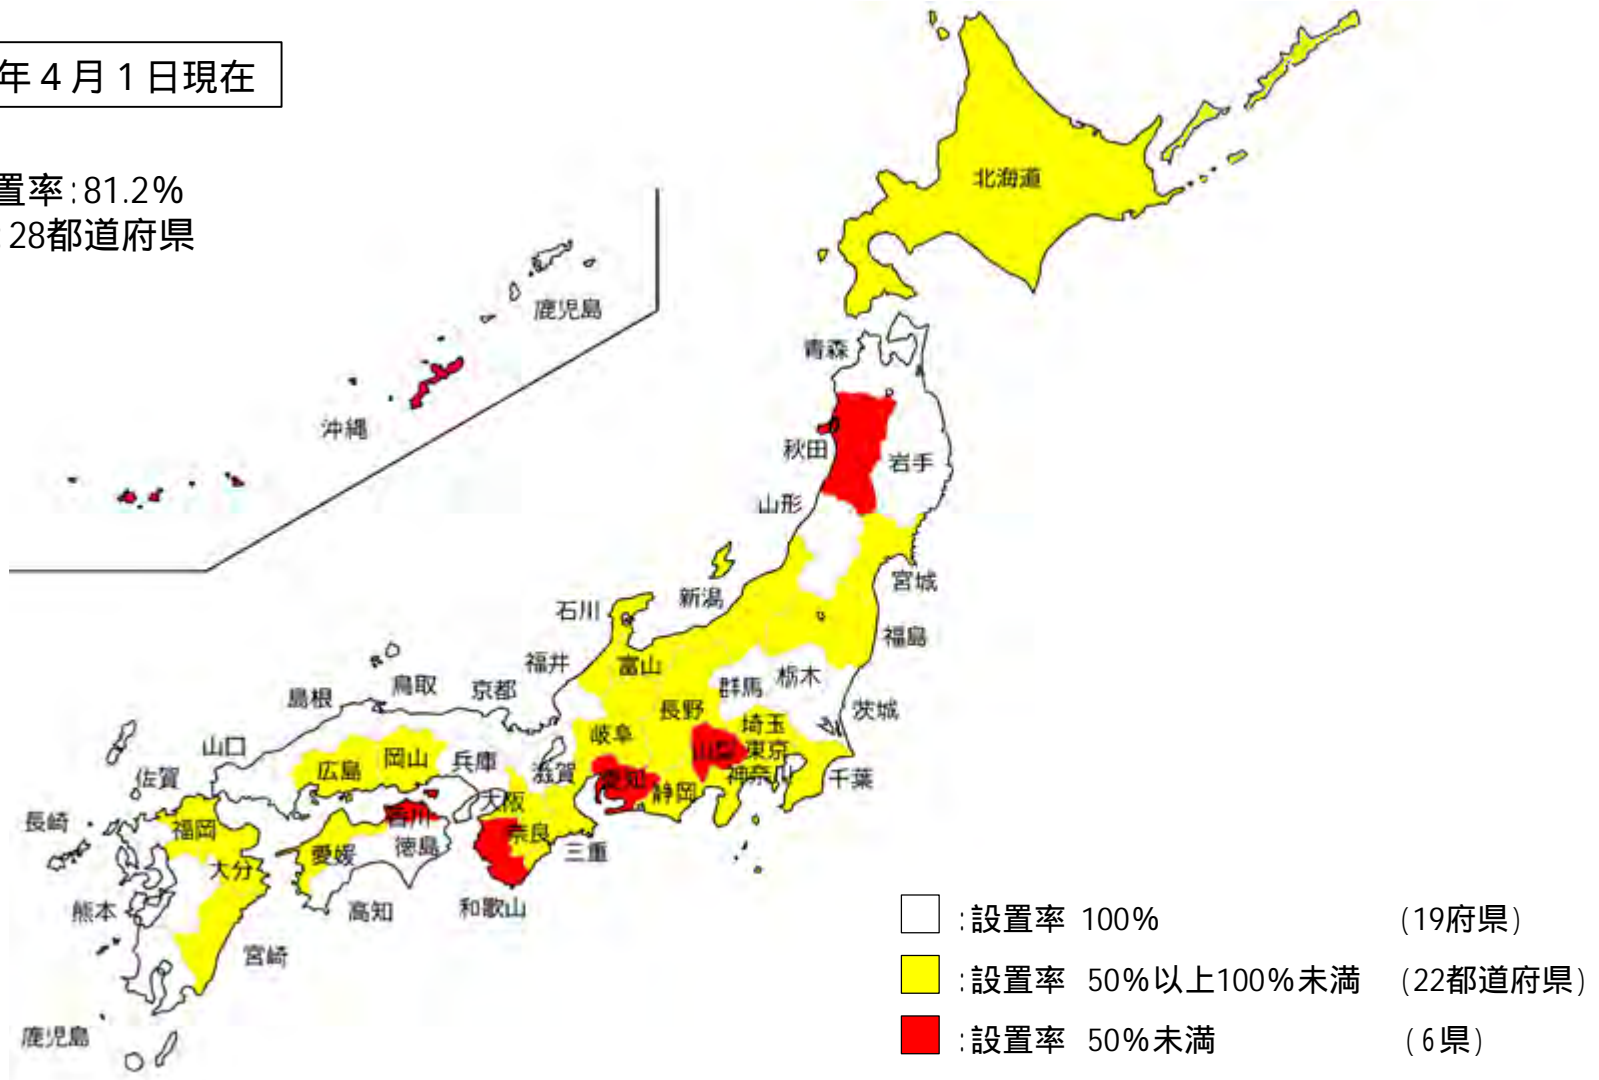 年4月1日現在
置率:81.2%
28都道府県
北海道
鹿児島
青森
沖縄
秋田
岩手
山形
宮城
新潟
石川
福島
福井
富山
栃木
群馬
鳥取
京都
島根
長野
茨城
埼玉
岐阜
山口
山梨
東京
岡山
兵庫
広島
滋賀
神奈川
千葉
佐賀
愛知
静岡
大阪
長崎
香川
福岡
奈良
徳島
愛媛
三重
大分
熊本
高知
和歌山
宮崎
鹿児島
:設置率 100% (19府県)
:設置率 50%以上100%未満 (22都道府県)
:設置率 50%未満 (6県)